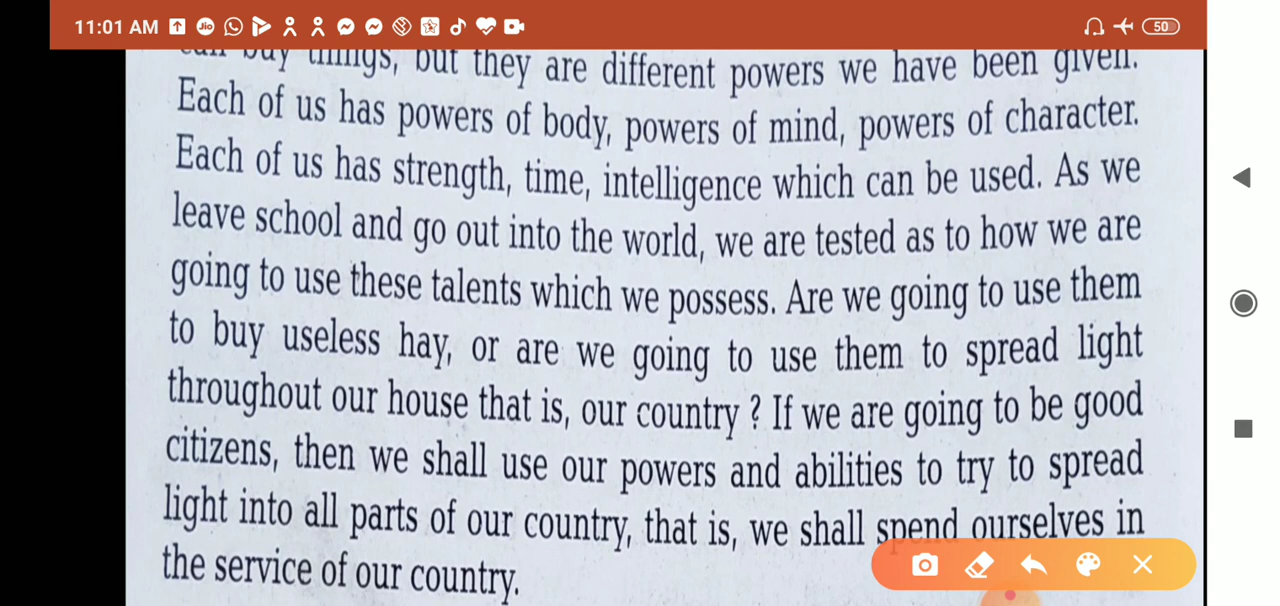 11:01 AM
50
can buy things, but they are different powers we have been given.
Each of us has powers of body, powers of mind, powers of character.
Each of us has strength, time, intelligence which can be used. As we
leave school and go out into the world, we are tested as to how we are
going to use these talents which we possess. Are we going to use them
to buy useless hay, or are we going to use them to spread light
throughout our house that is, our country ? If we are going to be good
citizens, then we shall use our powers and abilities to try to spread
light into all parts of our country, that is, we shall spend ourselves in
the service of our country.